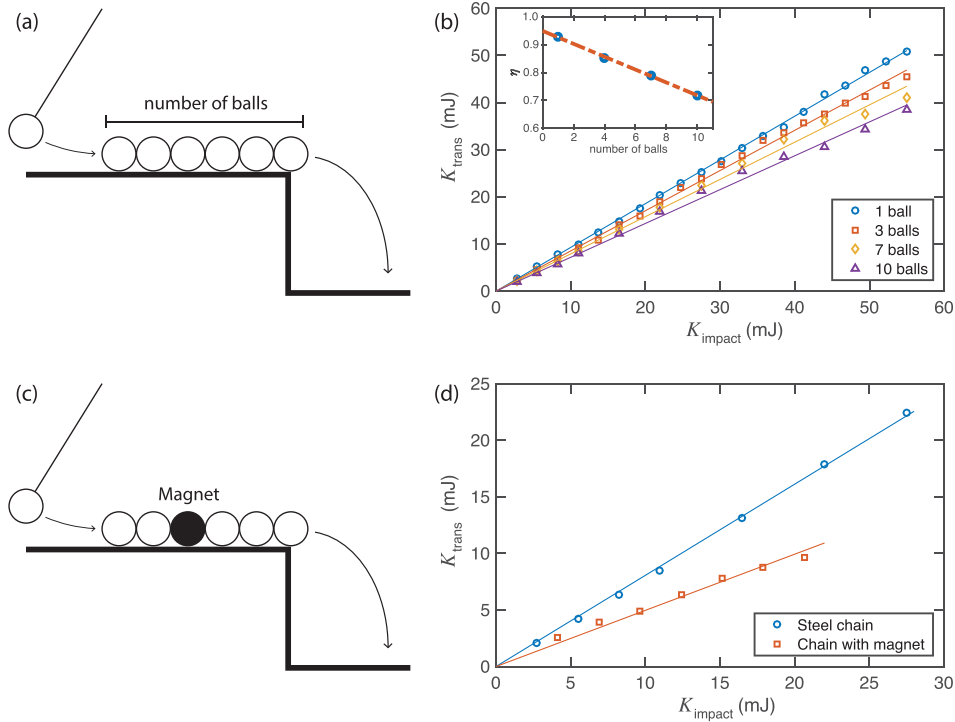 (a)
number of balls
(b)
K_trans (mJ)
60
50
40
30
20
10
0
0 10 20 30 40 50 60
K_impact (mJ)
η
1.0
0.9
0.8
0.7
0.6
0 2 4 6 8 10
number of balls
1 ball
3 balls
7 balls
10 balls
(c)
Magnet
(d)
K_trans (mJ)
25
20
15
10
5
0
0 5 10 15 20 25 30
K_impact (mJ)
Steel chain
Chain with magnet